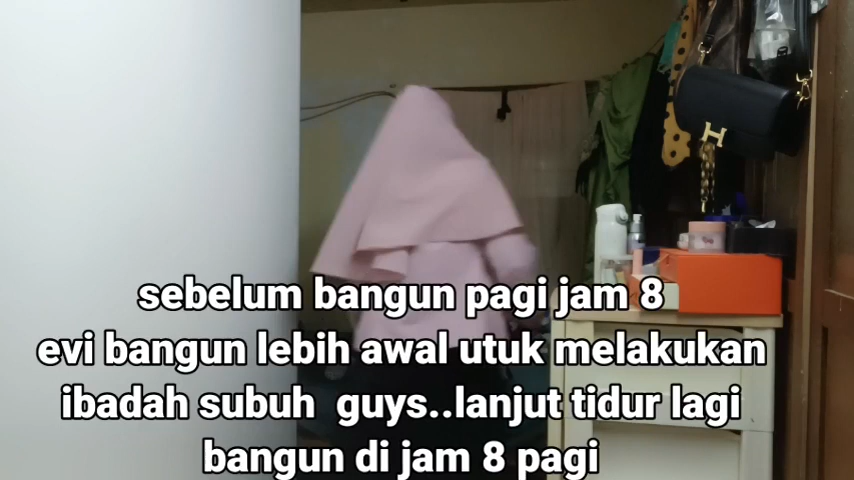 sebelum bangun pagi jam 8
evi bangun lebih awal utuk melakukan
ibadah subuh  guys..lanjut tidur lagi
bangun di jam 8 pagi